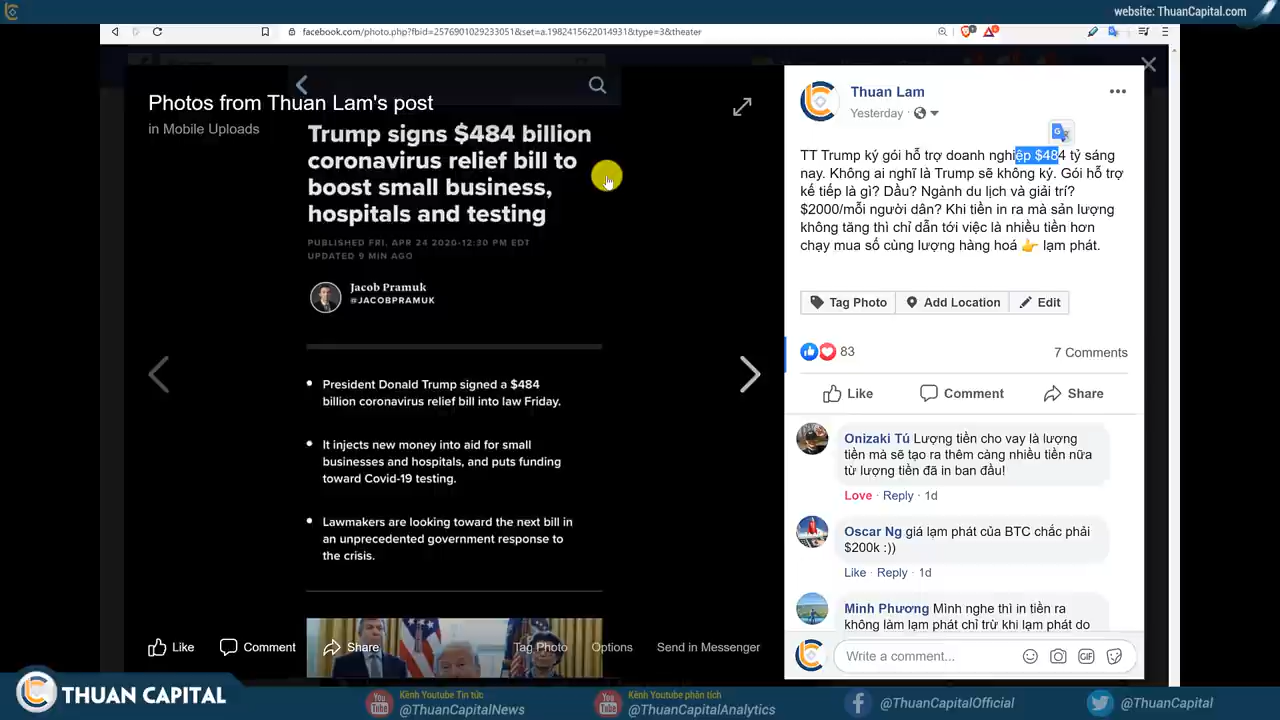 website: ThuanCapital.com
facebook.com/photo.php?fbid=2576901029233051&set=a.1982415622014931&type=3&theater
Photos from Thuan Lam's post
in Mobile Uploads
Trump signs $484 billion
coronavirus relief bill to
boost small business,
hospitals and testing
PUBLISHED FRI, APR 24 2020-12:30 PM EDT
UPDATED 9 MIN AGO
Jacob Pramuk
@JACOBPRAMUK
President Donald Trump signed a $484
billion coronavirus relief bill into law Friday.
It injects new money into aid for small
businesses and hospitals, and puts funding
toward Covid-19 testing.
Lawmakers are looking toward the next bill in
an unprecedented government response to
the crisis.
Like
Comment
Share
Tag Photo
Options
Send in Messenger
Thuan Lam
Yesterday
TT Trump ký gói hỗ trợ doanh nghiệp $484 tỷ sáng
nay. Không ai nghĩ là Trump sẽ không ký. Gói hỗ trợ
kế tiếp là gì? Dầu? Ngành du lịch và giải trí?
$2000/mỗi người dân? Khi tiền in ra mà sản lượng
không tăng thì chỉ dẫn tới việc là nhiều tiền hơn
chạy mua số cùng lượng hàng hoá 👉 lạm phát.
Tag Photo
Add Location
Edit
83
7 Comments
Like
Comment
Share
Onizaki Tú Lượng tiền cho vay là lượng
tiền mà sẽ tạo ra thêm càng nhiều tiền nữa
từ lượng tiền đã in ban đầu!
Love · Reply · 1d
Oscar Ng giá lạm phát của BTC chắc phải
$200k :))
Like · Reply · 1d
Minh Phương Mình nghe thì in tiền ra
không làm lạm phát chỉ trừ khi lạm phát do
Write a comment...
GIF
THUAN CAPITAL
You Tube
Kênh Youtube Tin tức:
@ThuanCapitalNews
You Tube
Kênh Youtube phân tích
@ThuanCapitalAnalytics
@ThuanCapitalOfficial
@ThuanCapital